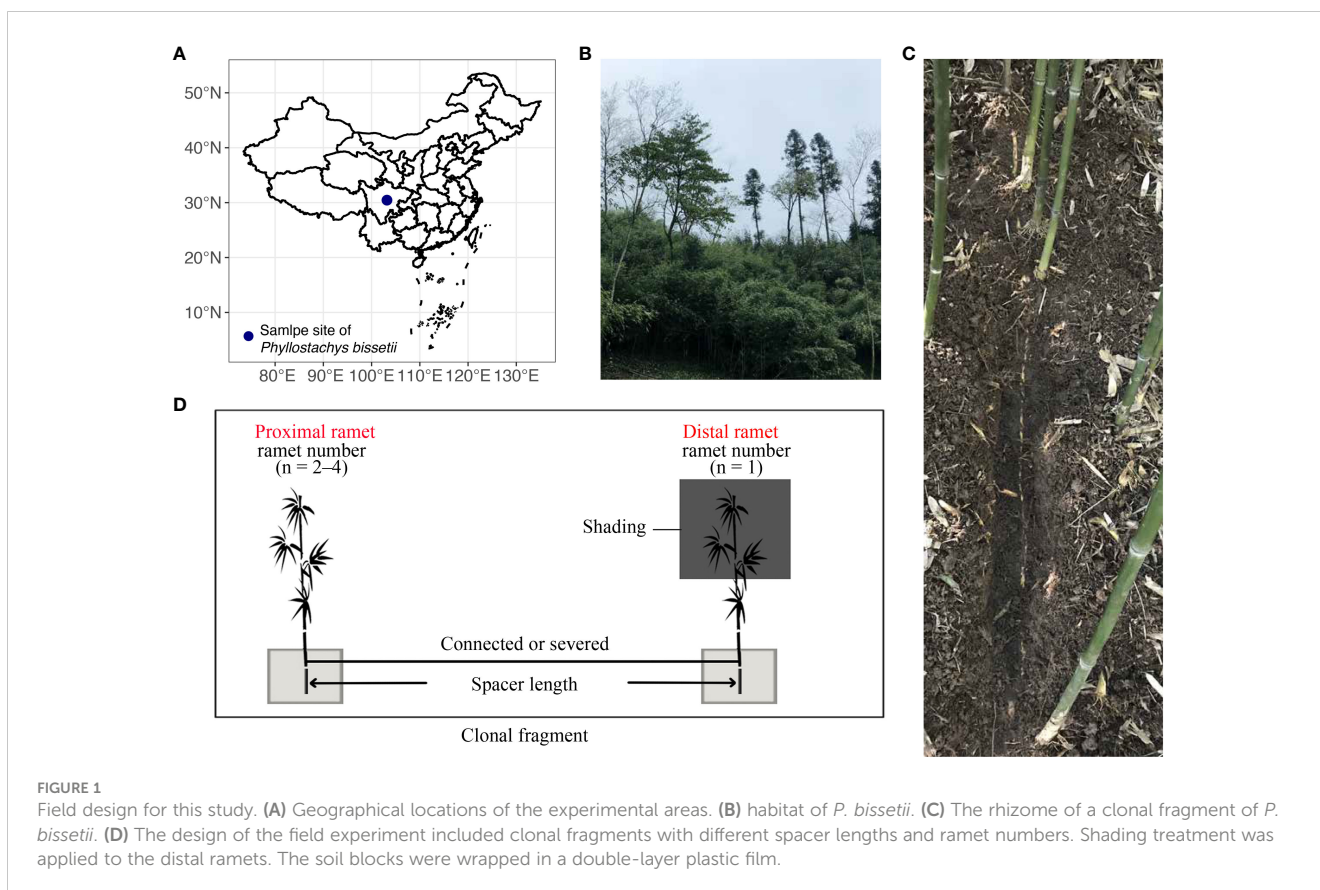 A
B
C
50°N
40°N
30°N
20°N
10°N
Samlpe site of
Phyllostachys bissetii
80°E 90°E 100°E 110°E 120°E 130°E
D
Proximal ramet
ramet number
(n = 2–4)
Distal ramet
ramet number
(n = 1)
Shading
Connected or severed
Spacer length
Clonal fragment
FIGURE 1
Field design for this study. (A) Geographical locations of the experimental areas. (B) habitat of P. bissetii. (C) The rhizome of a clonal fragment of P.
bissetii. (D) The design of the field experiment included clonal fragments with different spacer lengths and ramet numbers. Shading treatment was
applied to the distal ramets. The soil blocks were wrapped in a double-layer plastic film.